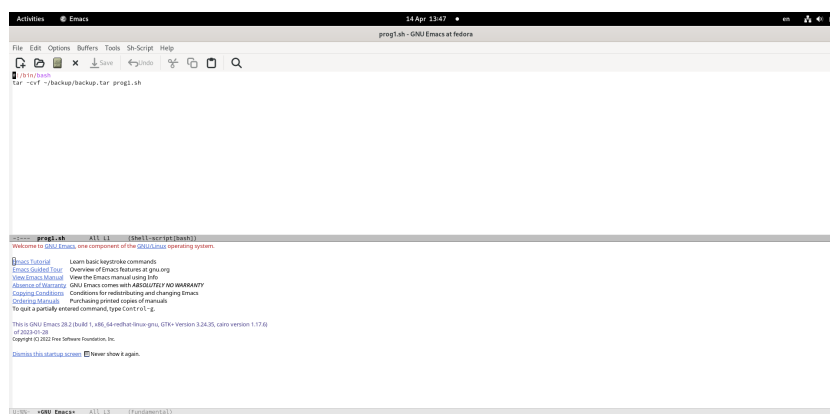 Activities Emacs 14 Apr 13:47 en
prog1.sh - GNU Emacs at fedora
File Edit Options Buffers Tools Sh-Script Help
Save Undo
#!/bin/bash
tar -cvf ~/backup/backup.tar prog1.sh
-:--- prog1.sh All L1 (Shell-script[bash])
Welcome to GNU Emacs, one component of the GNU/Linux operating system.
Emacs Tutorial Learn basic keystroke commands
Emacs Guided Tour Overview of Emacs features at gnu.org
View Emacs Manual View the Emacs manual using Info
Absence of Warranty GNU Emacs comes with ABSOLUTELY NO WARRANTY
Copying Conditions Conditions for redistributing and changing Emacs
Ordering Manuals Purchasing printed copies of manuals
To quit a partially entered command, type Control-g.
This is GNU Emacs 28.2 (build 1, x86_64-redhat-linux-gnu, GTK+ Version 3.24.35, cairo version 1.17.6)
of 2023-01-28
Copyright (C) 2022 Free Software Foundation, Inc.
Dismiss this startup screen Never show it again.
U:%%- *GNU Emacs* All L3 (Fundamental)